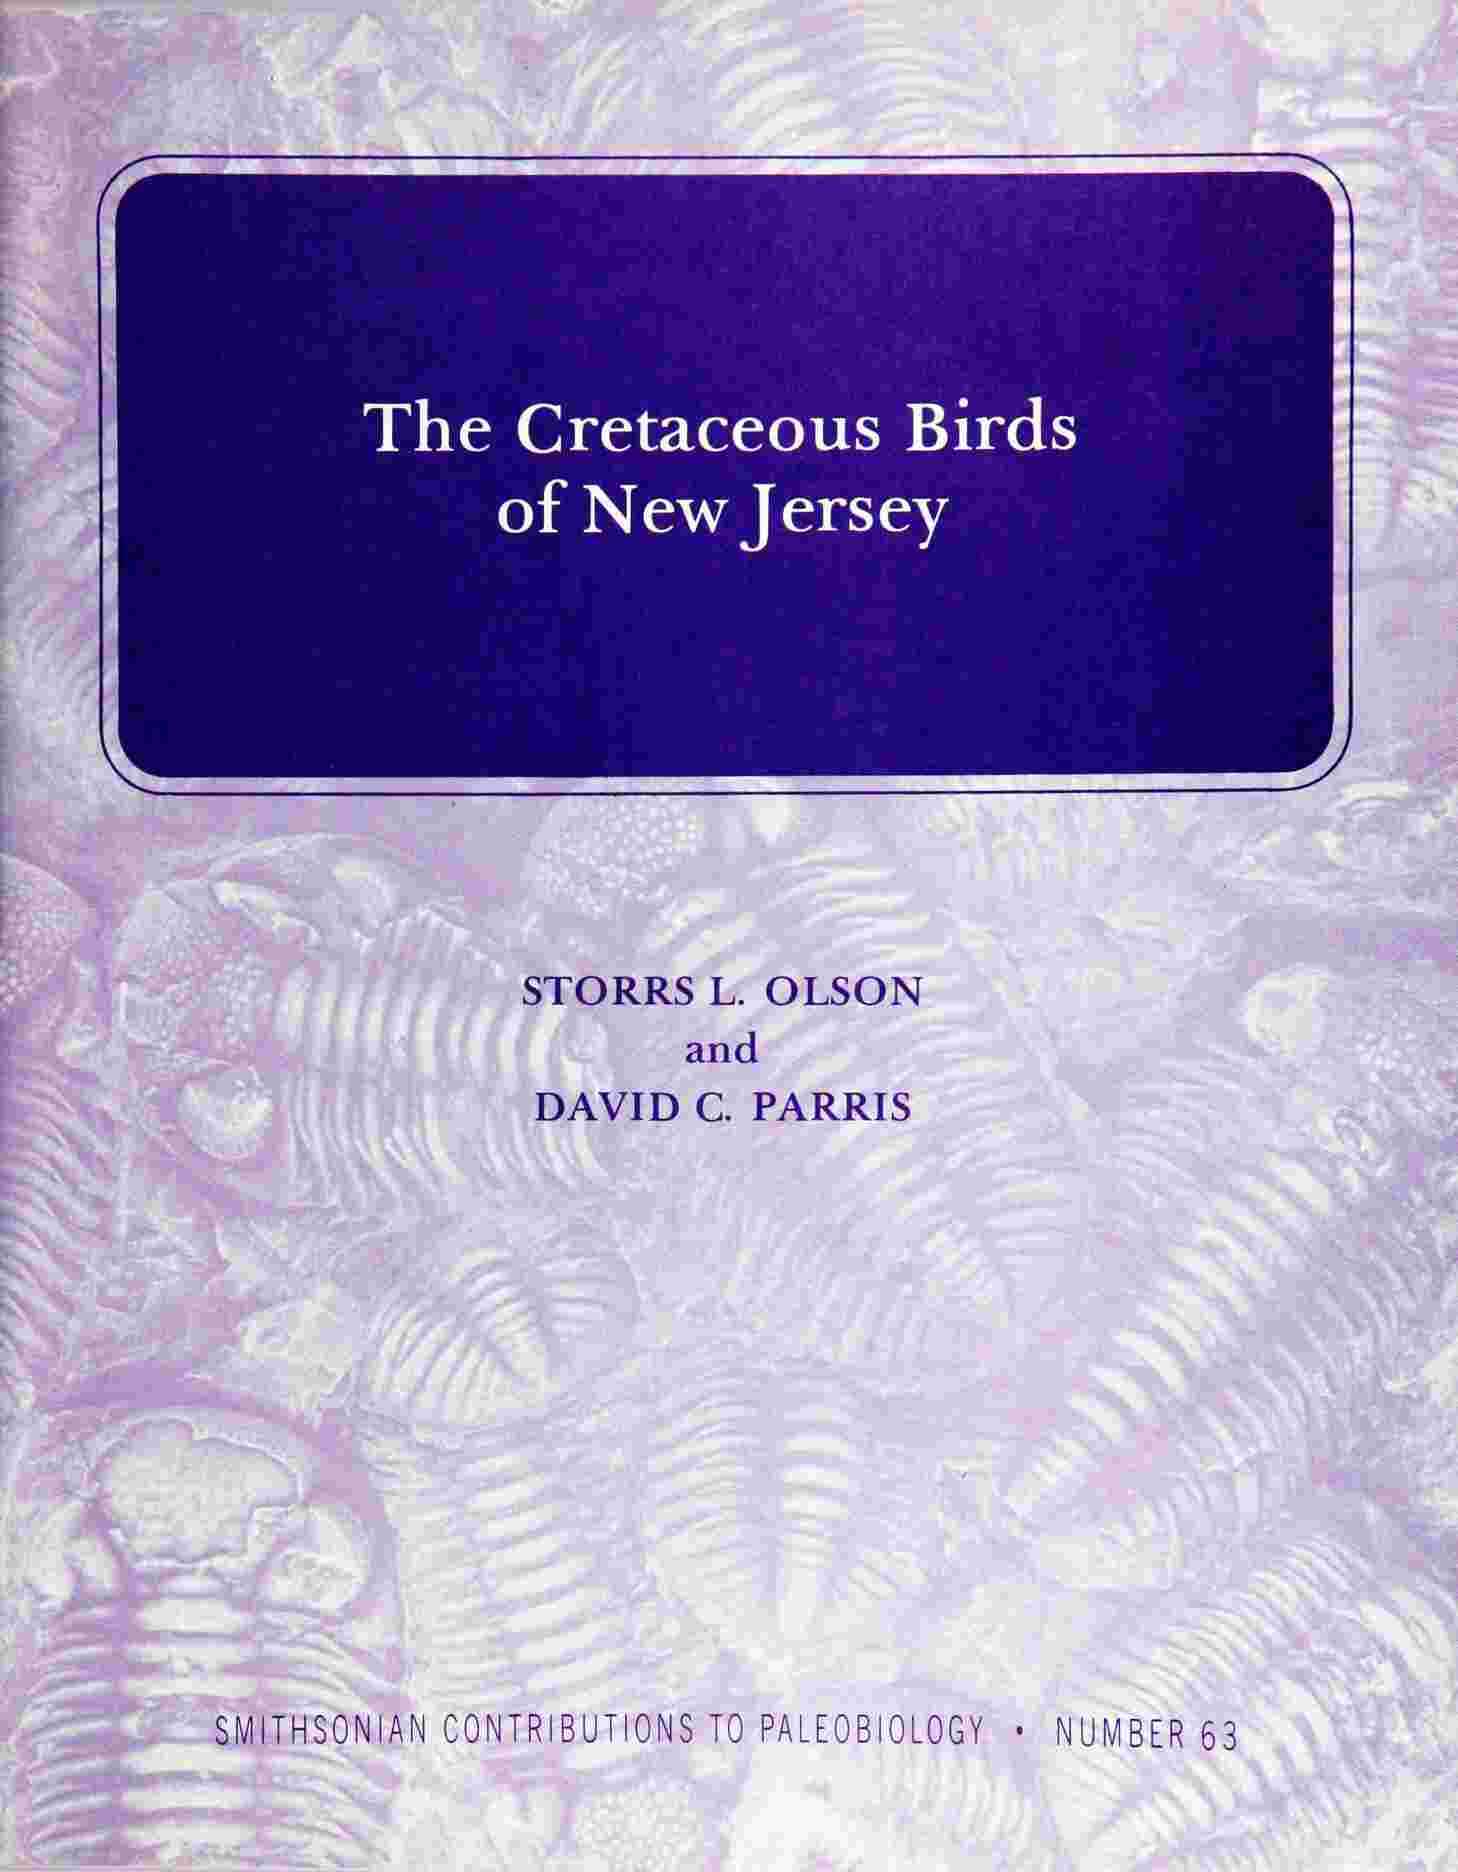 The Cretaceous Birds
of New Jersey
STORRS L. OLSON
and
DAVID C. PARRIS
SMITHSONIAN CONTRIBUTIONS TO PALEOBIOLOGY • NUMBER 63